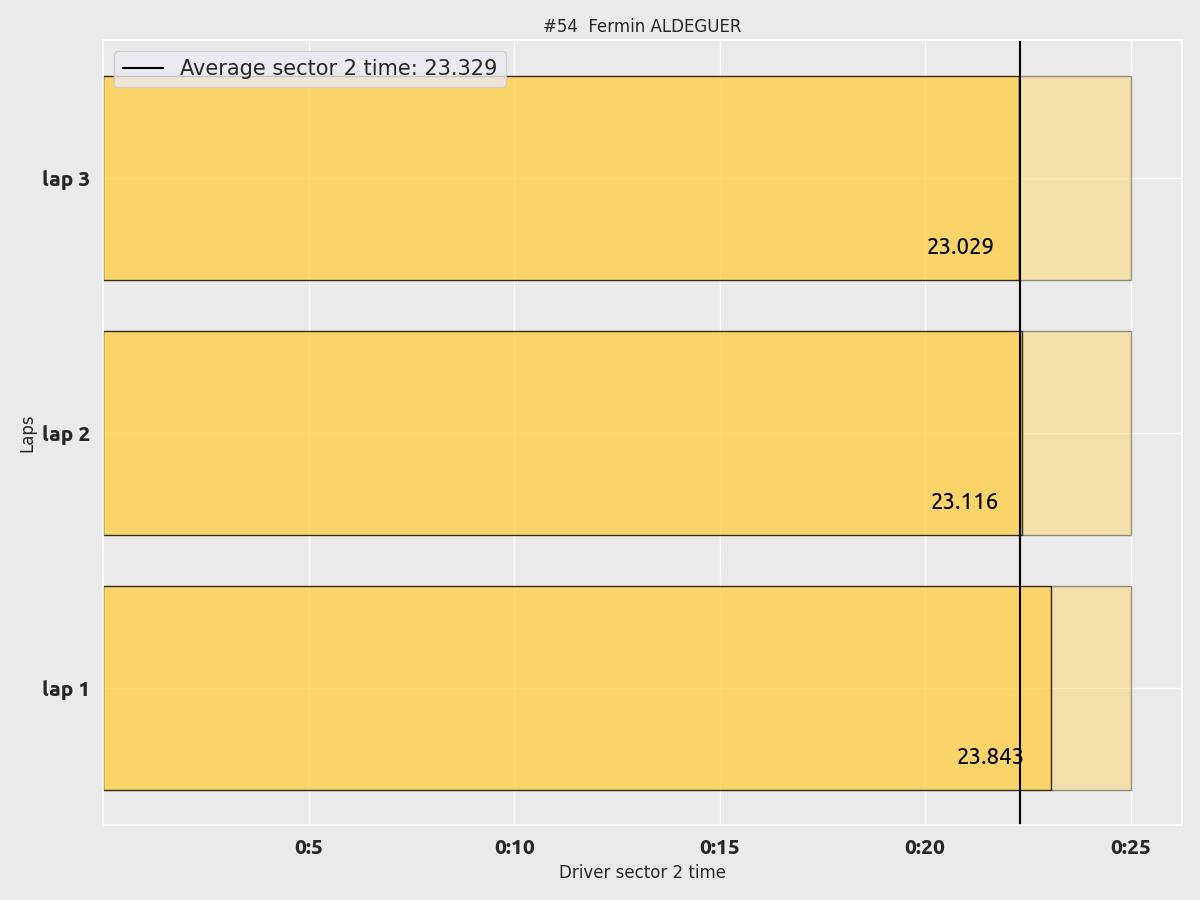 #54  Fermin ALDEGUER
Average sector 2 time: 23.329
lap 3
23.029
lap 2
23.116
Laps
lap 1
23.843
0:5 0:10 0:15 0:20 0:25
Driver sector 2 time